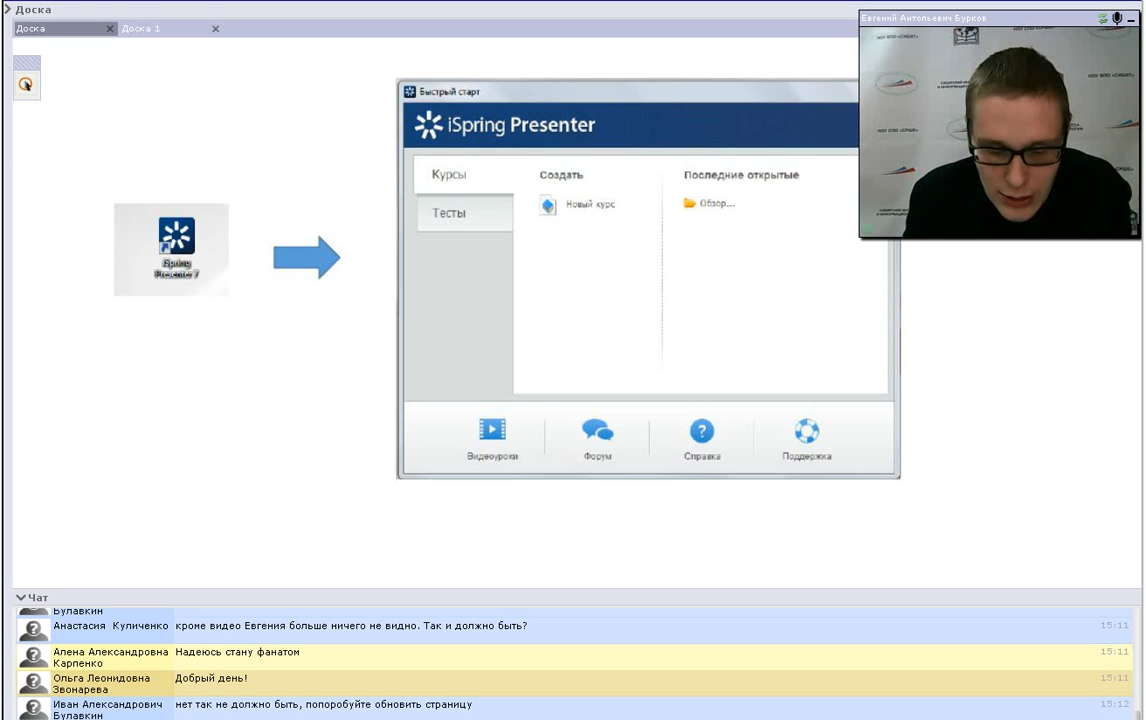 Доска
Доска
Доска 1
Евгений Антольевич Бурков
Быстрый старт
iSpring Presenter
Курсы
Тесты
Создать
Новый курс
Последние открытые
Обзор...
iSpring
Presenter 7
Видеоуроки
Форум
Справка
Поддержка
Чат
Булавкин
Анастасия Куличенко кроме видео Евгения больше ничего не видно. Так и должно быть? 15:11
Алена Александровна Надеюсь стану фанатом 15:11
Карпенко
Ольга Леонидовна Добрый день! 15:11
Звонарева
Иван Александрович нет так не должно быть, попоробуйте обновить страницу 15:12
Булавкин